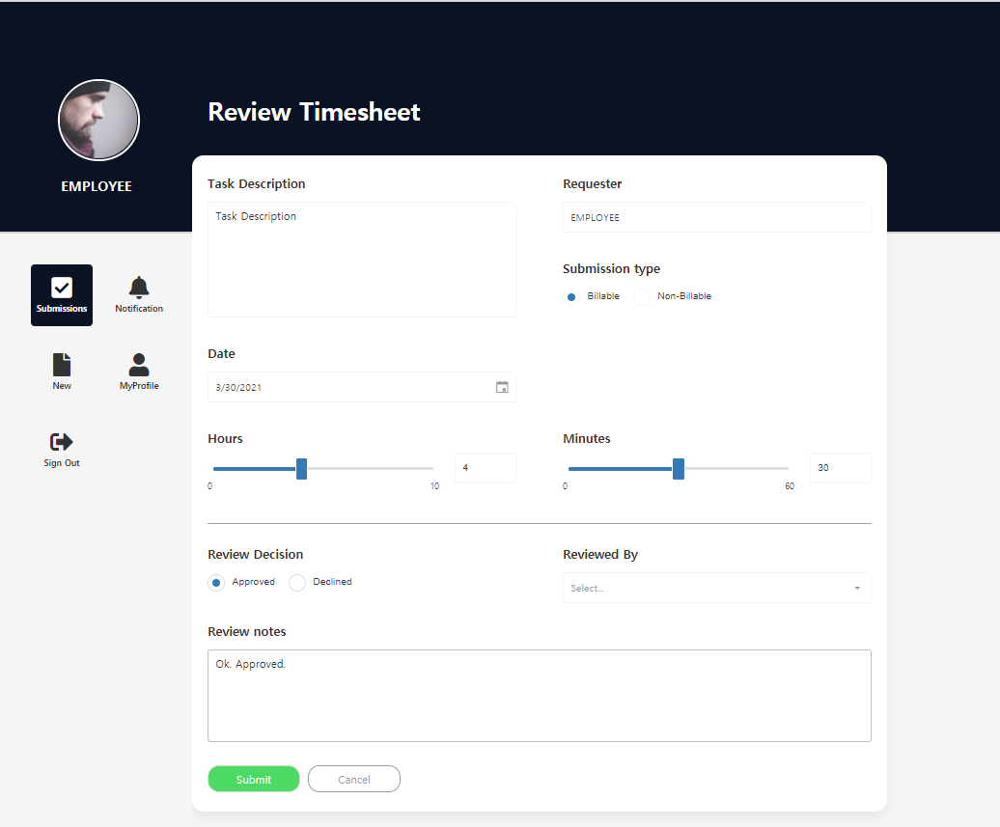 Review Timesheet
EMPLOYEE
Submissions
Notification
New
MyProfile
Sign Out
Task Description
Task Description
Requester
EMPLOYEE
Submission type
Billable Non-Billable
Date
3/30/2021
Hours
4
0 10
Minutes
30
0 60
Review Decision
Approved Declined
Reviewed By
Select...
Review notes
Ok. Approved.
Submit Cancel